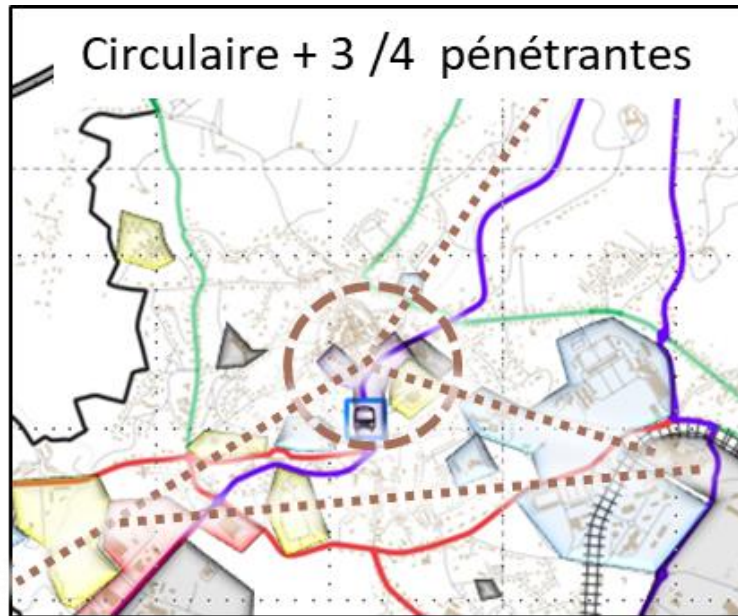 Circulaire + 3 /4 pénétrantes